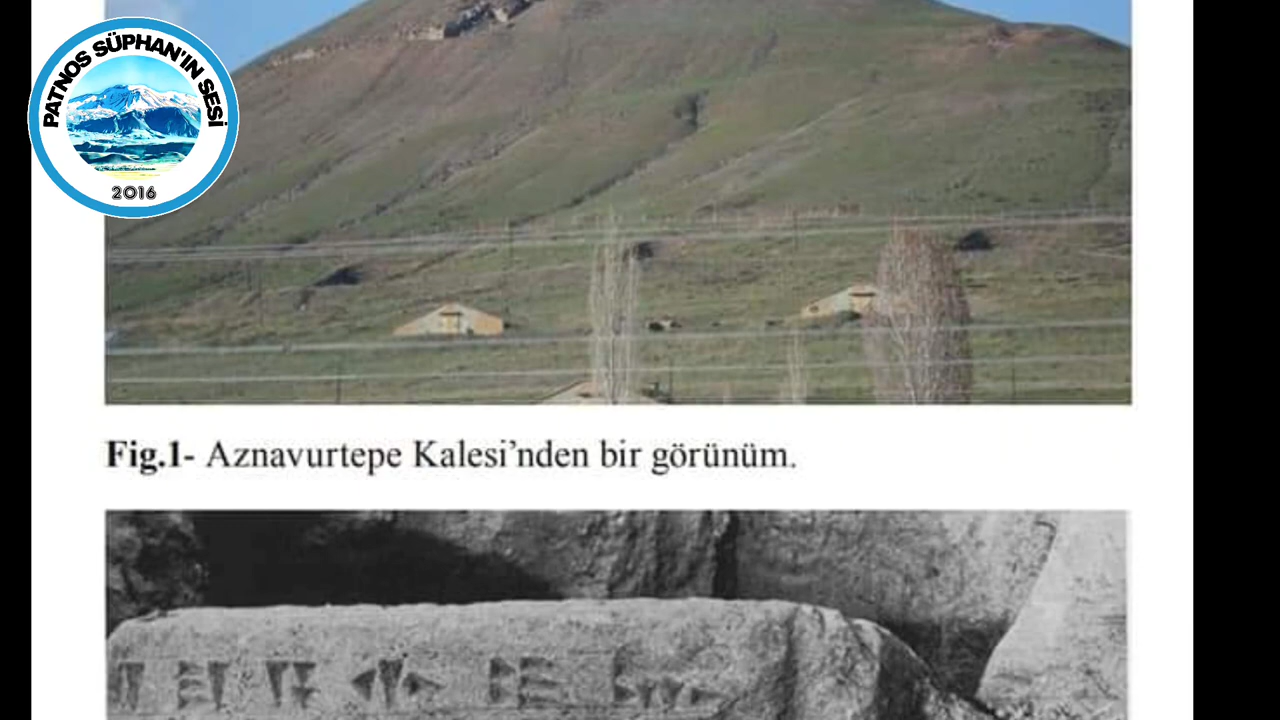 PATNOS SÜPHAN'IN SESİ
2016
Fig.1- Aznavurtepe Kalesi’nden bir görünüm.